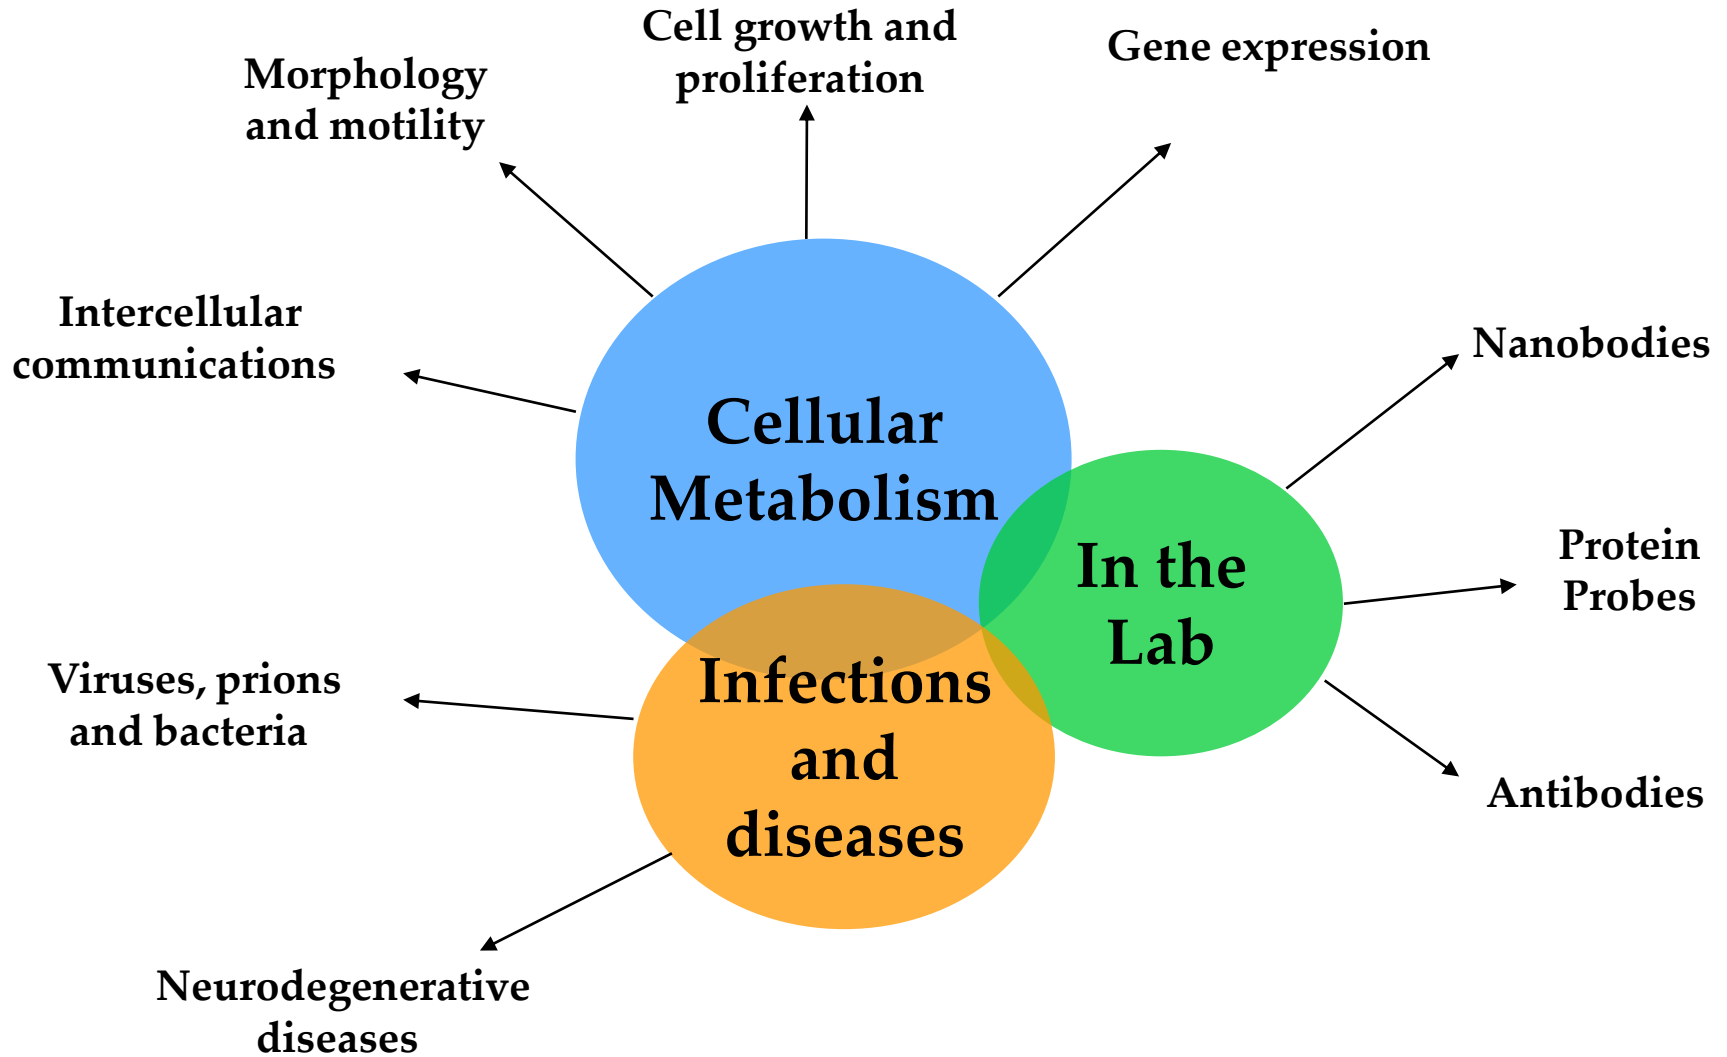 Cell growth and
proliferation
Gene expression
Morphology
and motility
Intercellular
communications
Nanobodies
Cellular
Metabolism
Protein
Probes
In the
Lab
Viruses, prions
and bacteria
Infections
and
diseases
Antibodies
Neurodegenerative
diseases